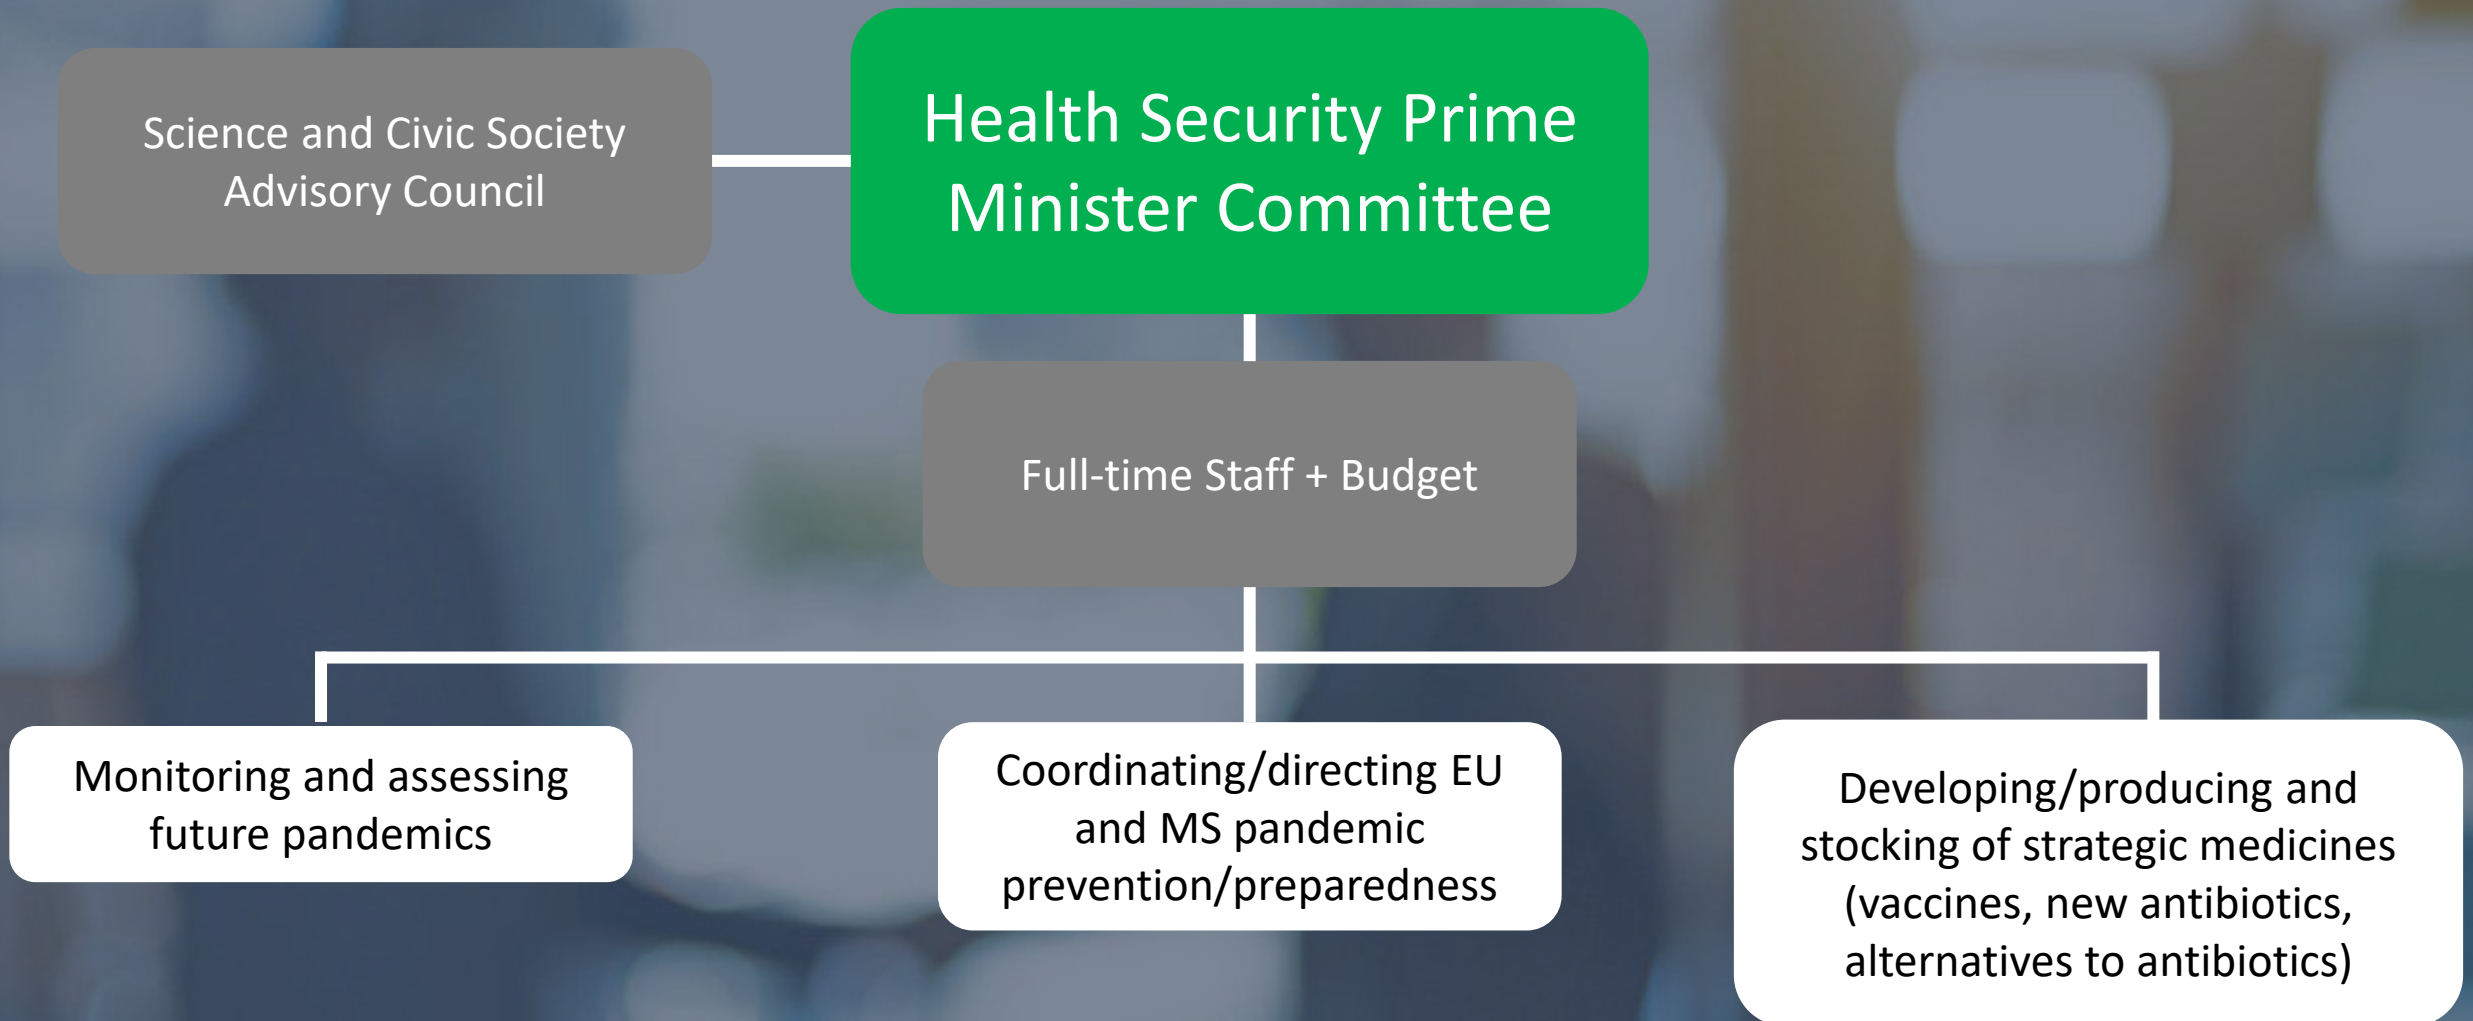 Science and Civic Society
Advisory Council
Health Security Prime
Minister Committee
Full-time Staff + Budget
Monitoring and assessing
future pandemics
Coordinating/directing EU
and MS pandemic
prevention/preparedness
Developing/producing and
stocking of strategic medicines
(vaccines, new antibiotics,
alternatives to antibiotics)